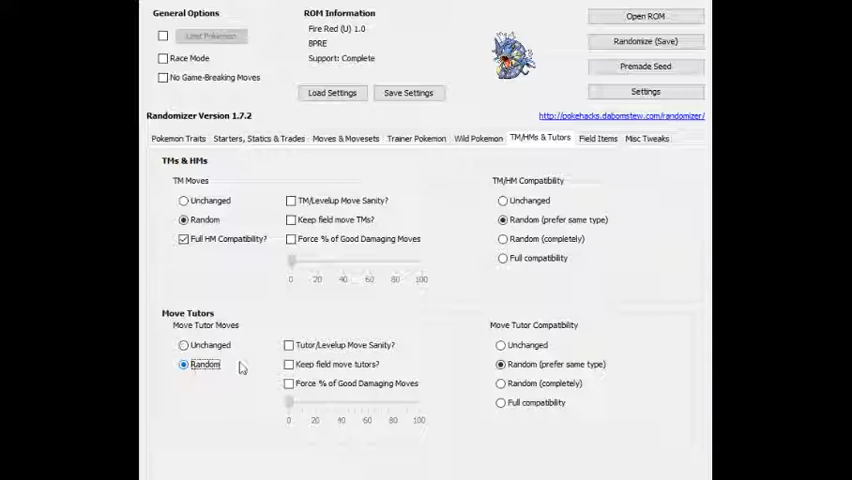 General Options
ROM Information
Open ROM
Limit Pokemon
Fire Red (U) 1.0
BPRE
Randomize (Save)
Race Mode
Support: Complete
Premade Seed
No Game-Breaking Moves
Load Settings
Save Settings
Settings
Randomizer Version 1.7.2
http://pokehacks.dabomstew.com/randomizer/
Pokemon Traits
Starters, Statics & Trades
Moves & Movesets
Trainer Pokemon
Wild Pokemon
TM/HMs & Tutors
Field Items
Misc Tweaks
TMs & HMs
TM Moves
TM/HM Compatibility
Unchanged
TM/Levelup Move Sanity?
Unchanged
Random
Keep field move TMs?
Random (prefer same type)
Full HM Compatibility?
Force % of Good Damaging Moves
Random (completely)
Full compatibility
0 20 40 60 80 100
Move Tutors
Move Tutor Moves
Move Tutor Compatibility
Unchanged
Tutor/Levelup Move Sanity?
Unchanged
Random
Keep field move tutors?
Random (prefer same type)
Force % of Good Damaging Moves
Random (completely)
Full compatibility
0 20 40 60 80 100